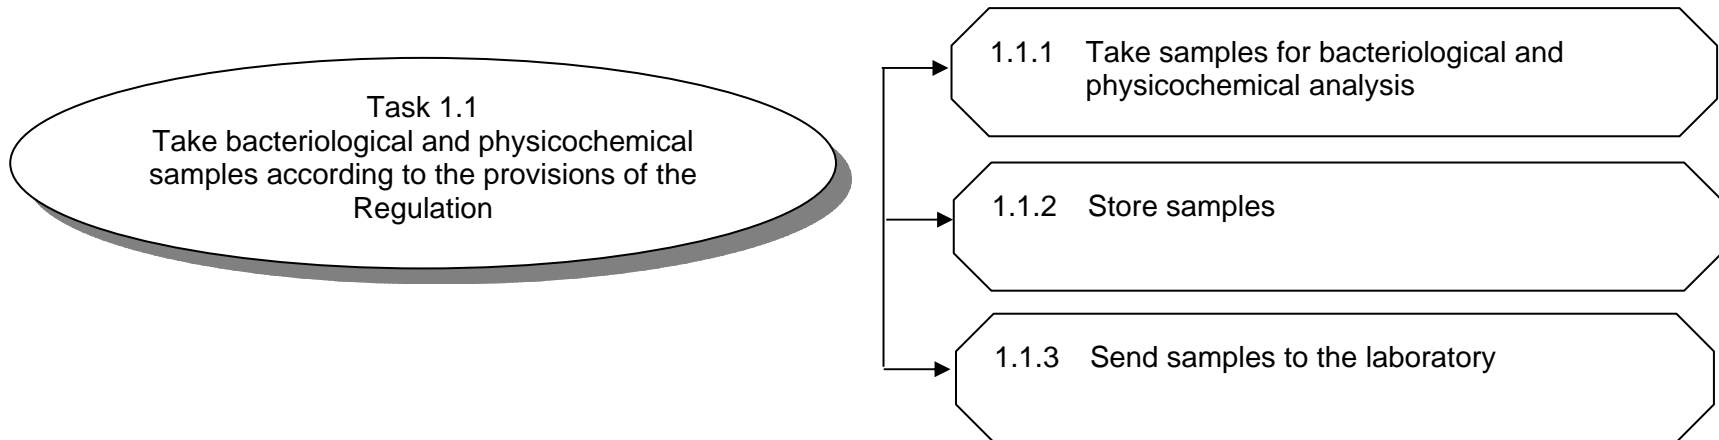 Task 1.1
Take bacteriological and physicochemical
samples according to the provisions of the
Regulation
1.1.1 Take samples for bacteriological and
physicochemical analysis
1.1.2 Store samples
1.1.3 Send samples to the laboratory